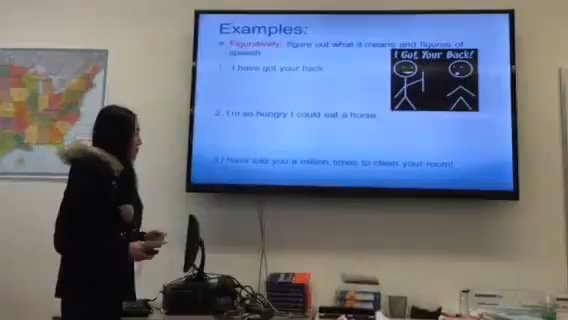 Examples:
Figuratively: figure out what it means and figures of
speech
I Got Your Back!
1. I have got your back
2. I'm so hungry I could eat a horse
3. I have told you a million times to clean your room!